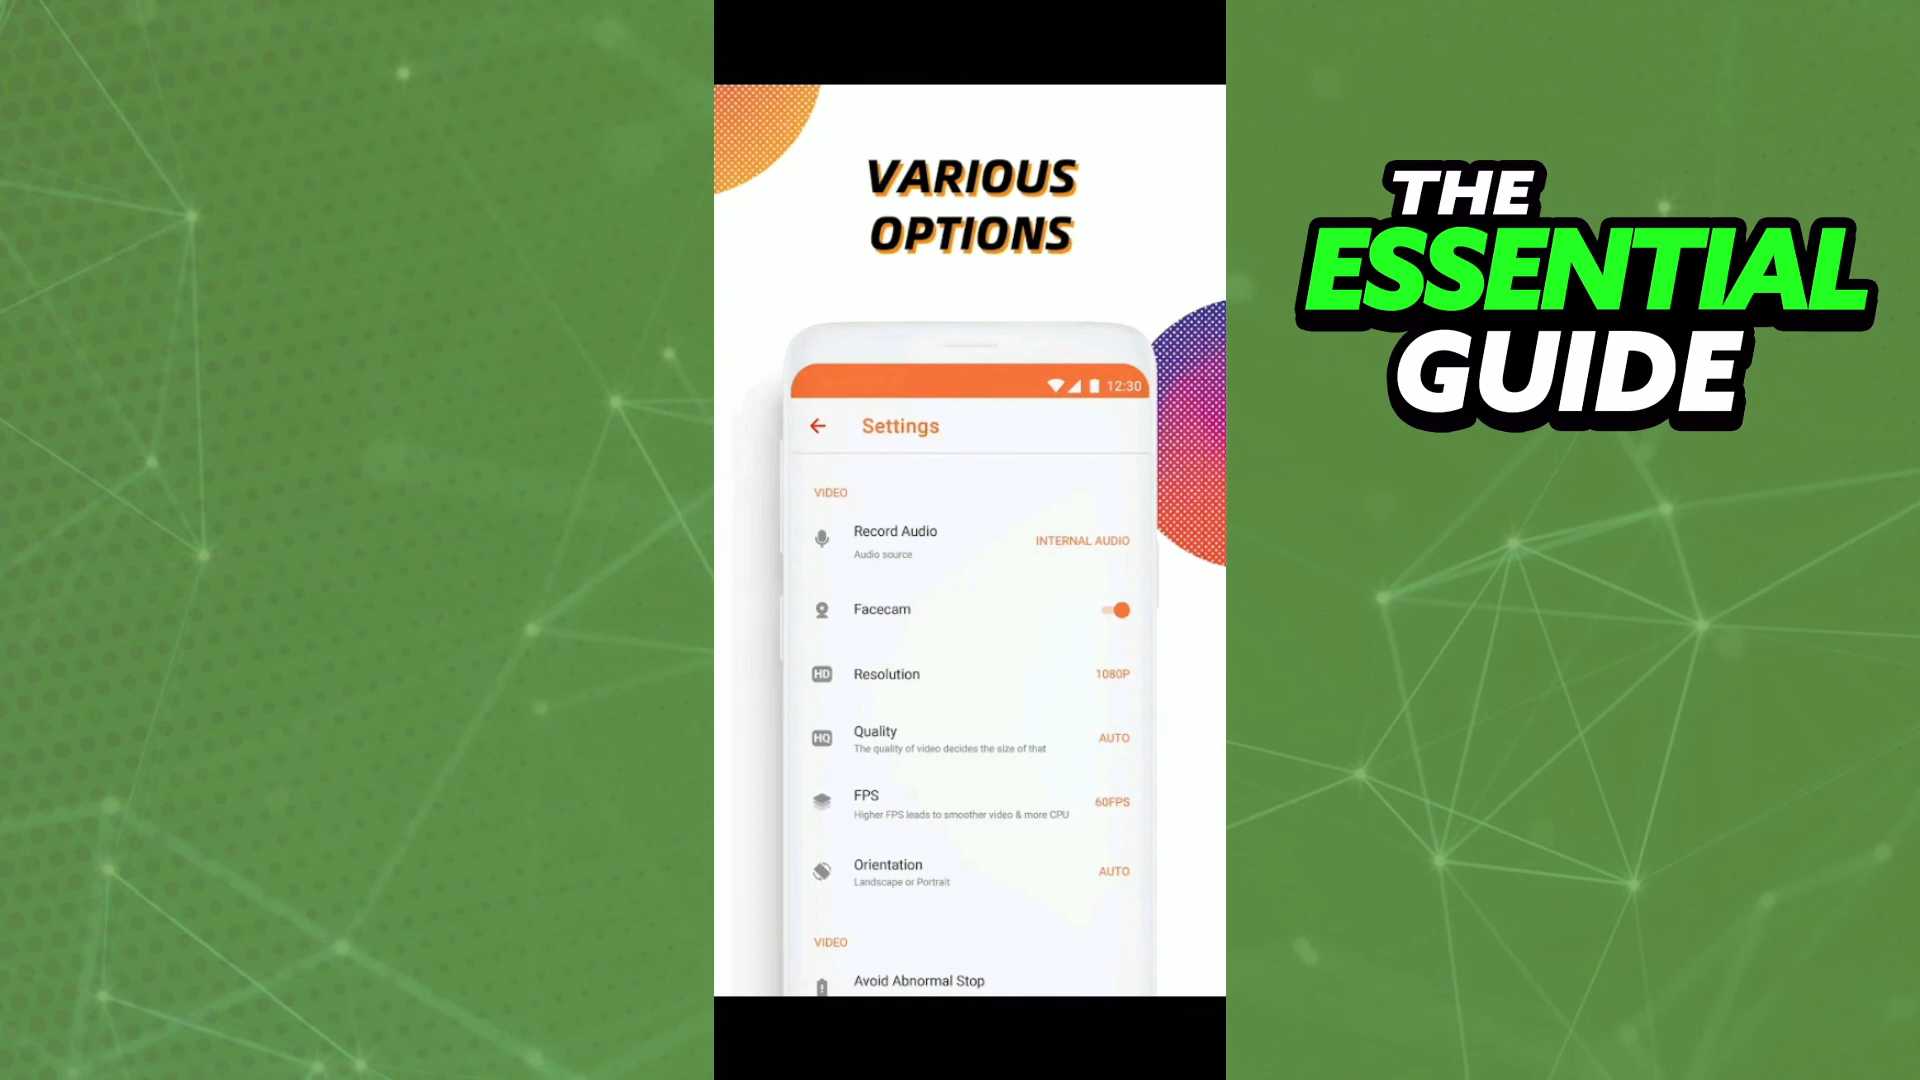 VARIOUS
OPTIONS
THE
ESSENTIAL
GUIDE
12:30
Settings
VIDEO
Record Audio
Audio source
INTERNAL AUDIO
Facecam
HD
Resolution
1080P
HQ
Quality
The quality of video decides the size of that
AUTO
FPS
Higher FPS leads to smoother video & more CPU
60FPS
Orientation
Landscape or Portrait
AUTO
VIDEO
Avoid Abnormal Stop